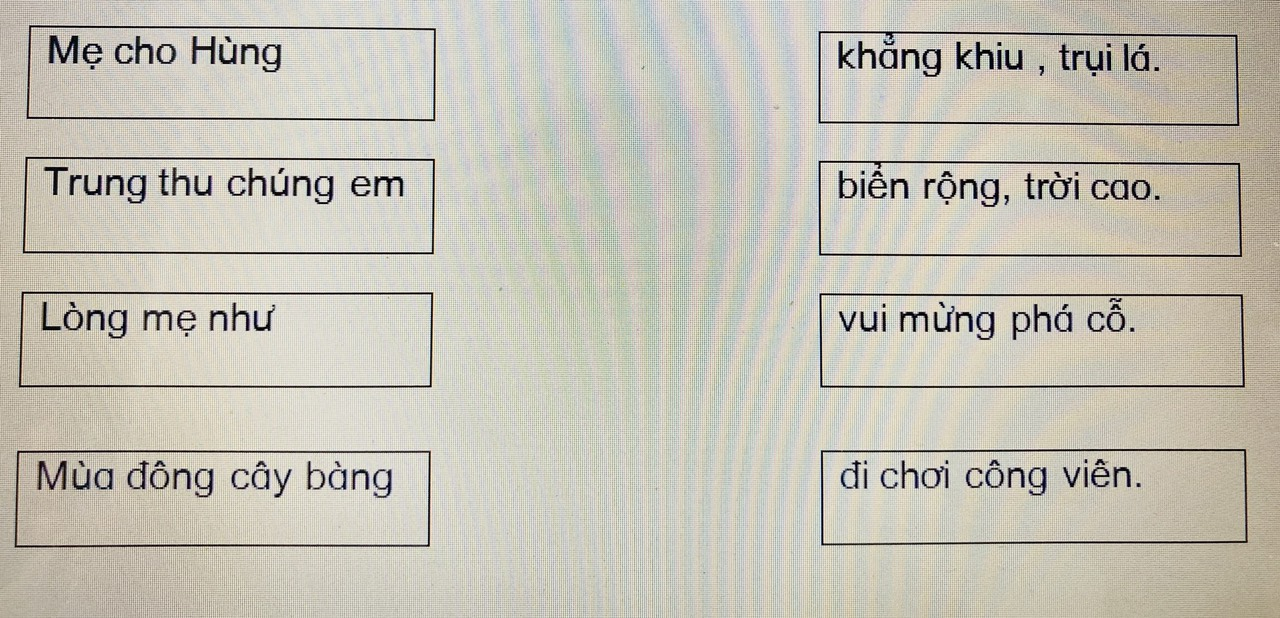 Mẹ cho Hùng
khẳng khiu , trụi lá.
Trung thu chúng em
biển rộng, trời cao.
Lòng mẹ như
vui mừng phá cỗ.
Mùa đông cây bàng
đi chơi công viên.